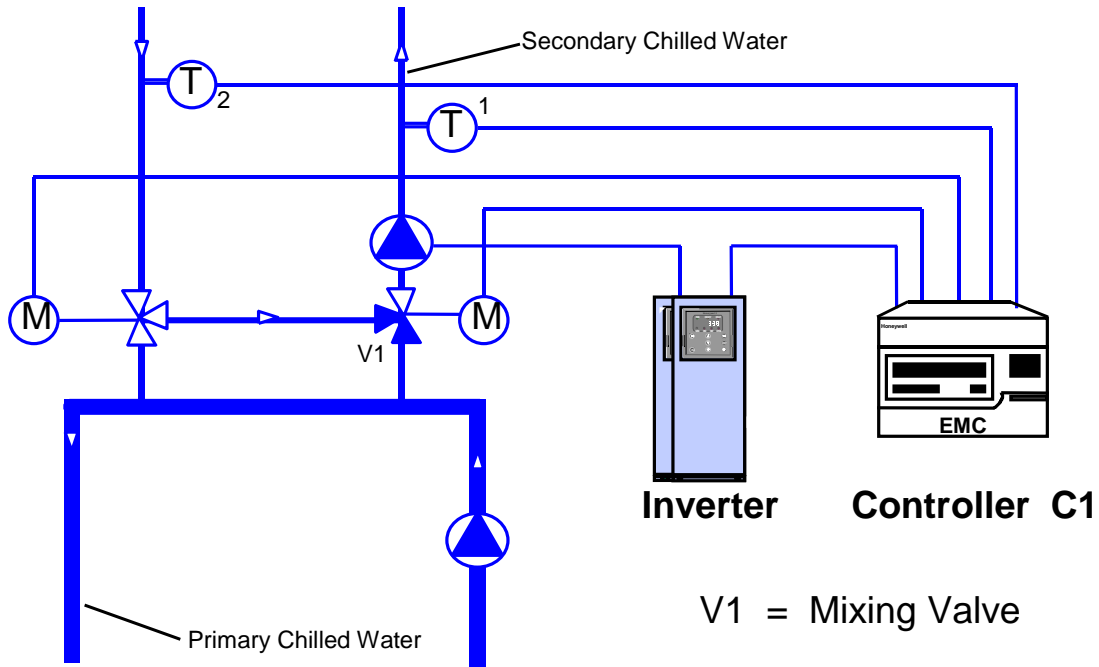 Secondary Chilled Water
T 2
T 1
M
M
V1
Honeywell
EMC
Inverter
Controller C1
V1 = Mixing Valve
Primary Chilled Water